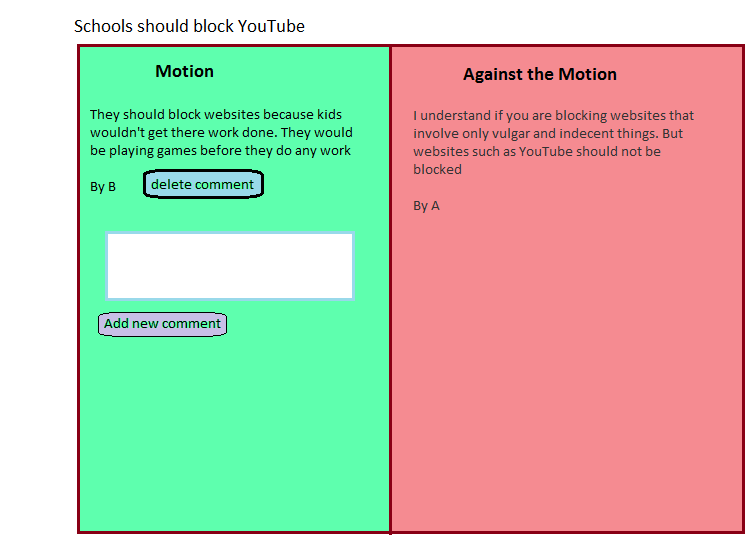 Schools should block YouTube
Motion
They should block websites because kids
wouldn't get there work done. They would
be playing games before they do any work
By B
delete comment
Add new comment
Against the Motion
I understand if you are blocking websites that
involve only vulgar and indecent things. But
websites such as YouTube should not be
blocked
By A